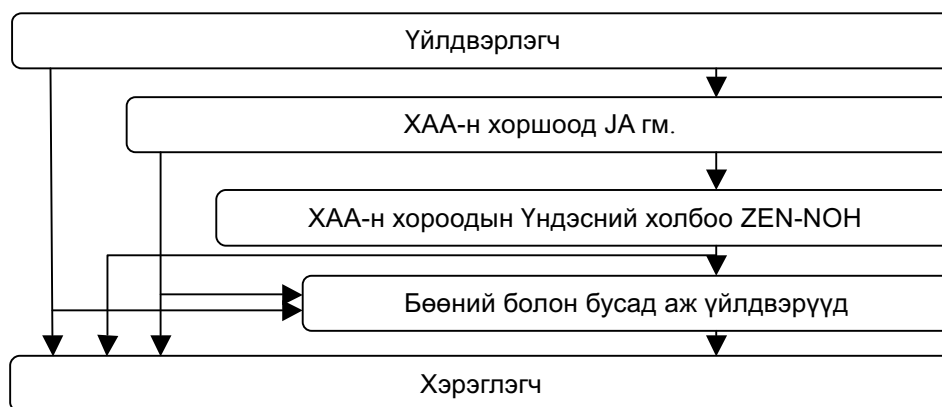 Үйлдвэрлэгч
ХАА-н хоршоод JA гм.
ХАА-н хороодын Үндэсний холбоо ZEN-NOH
Бөөний болон бусад аж үйлдвэрүүд
Хэрэглэгч